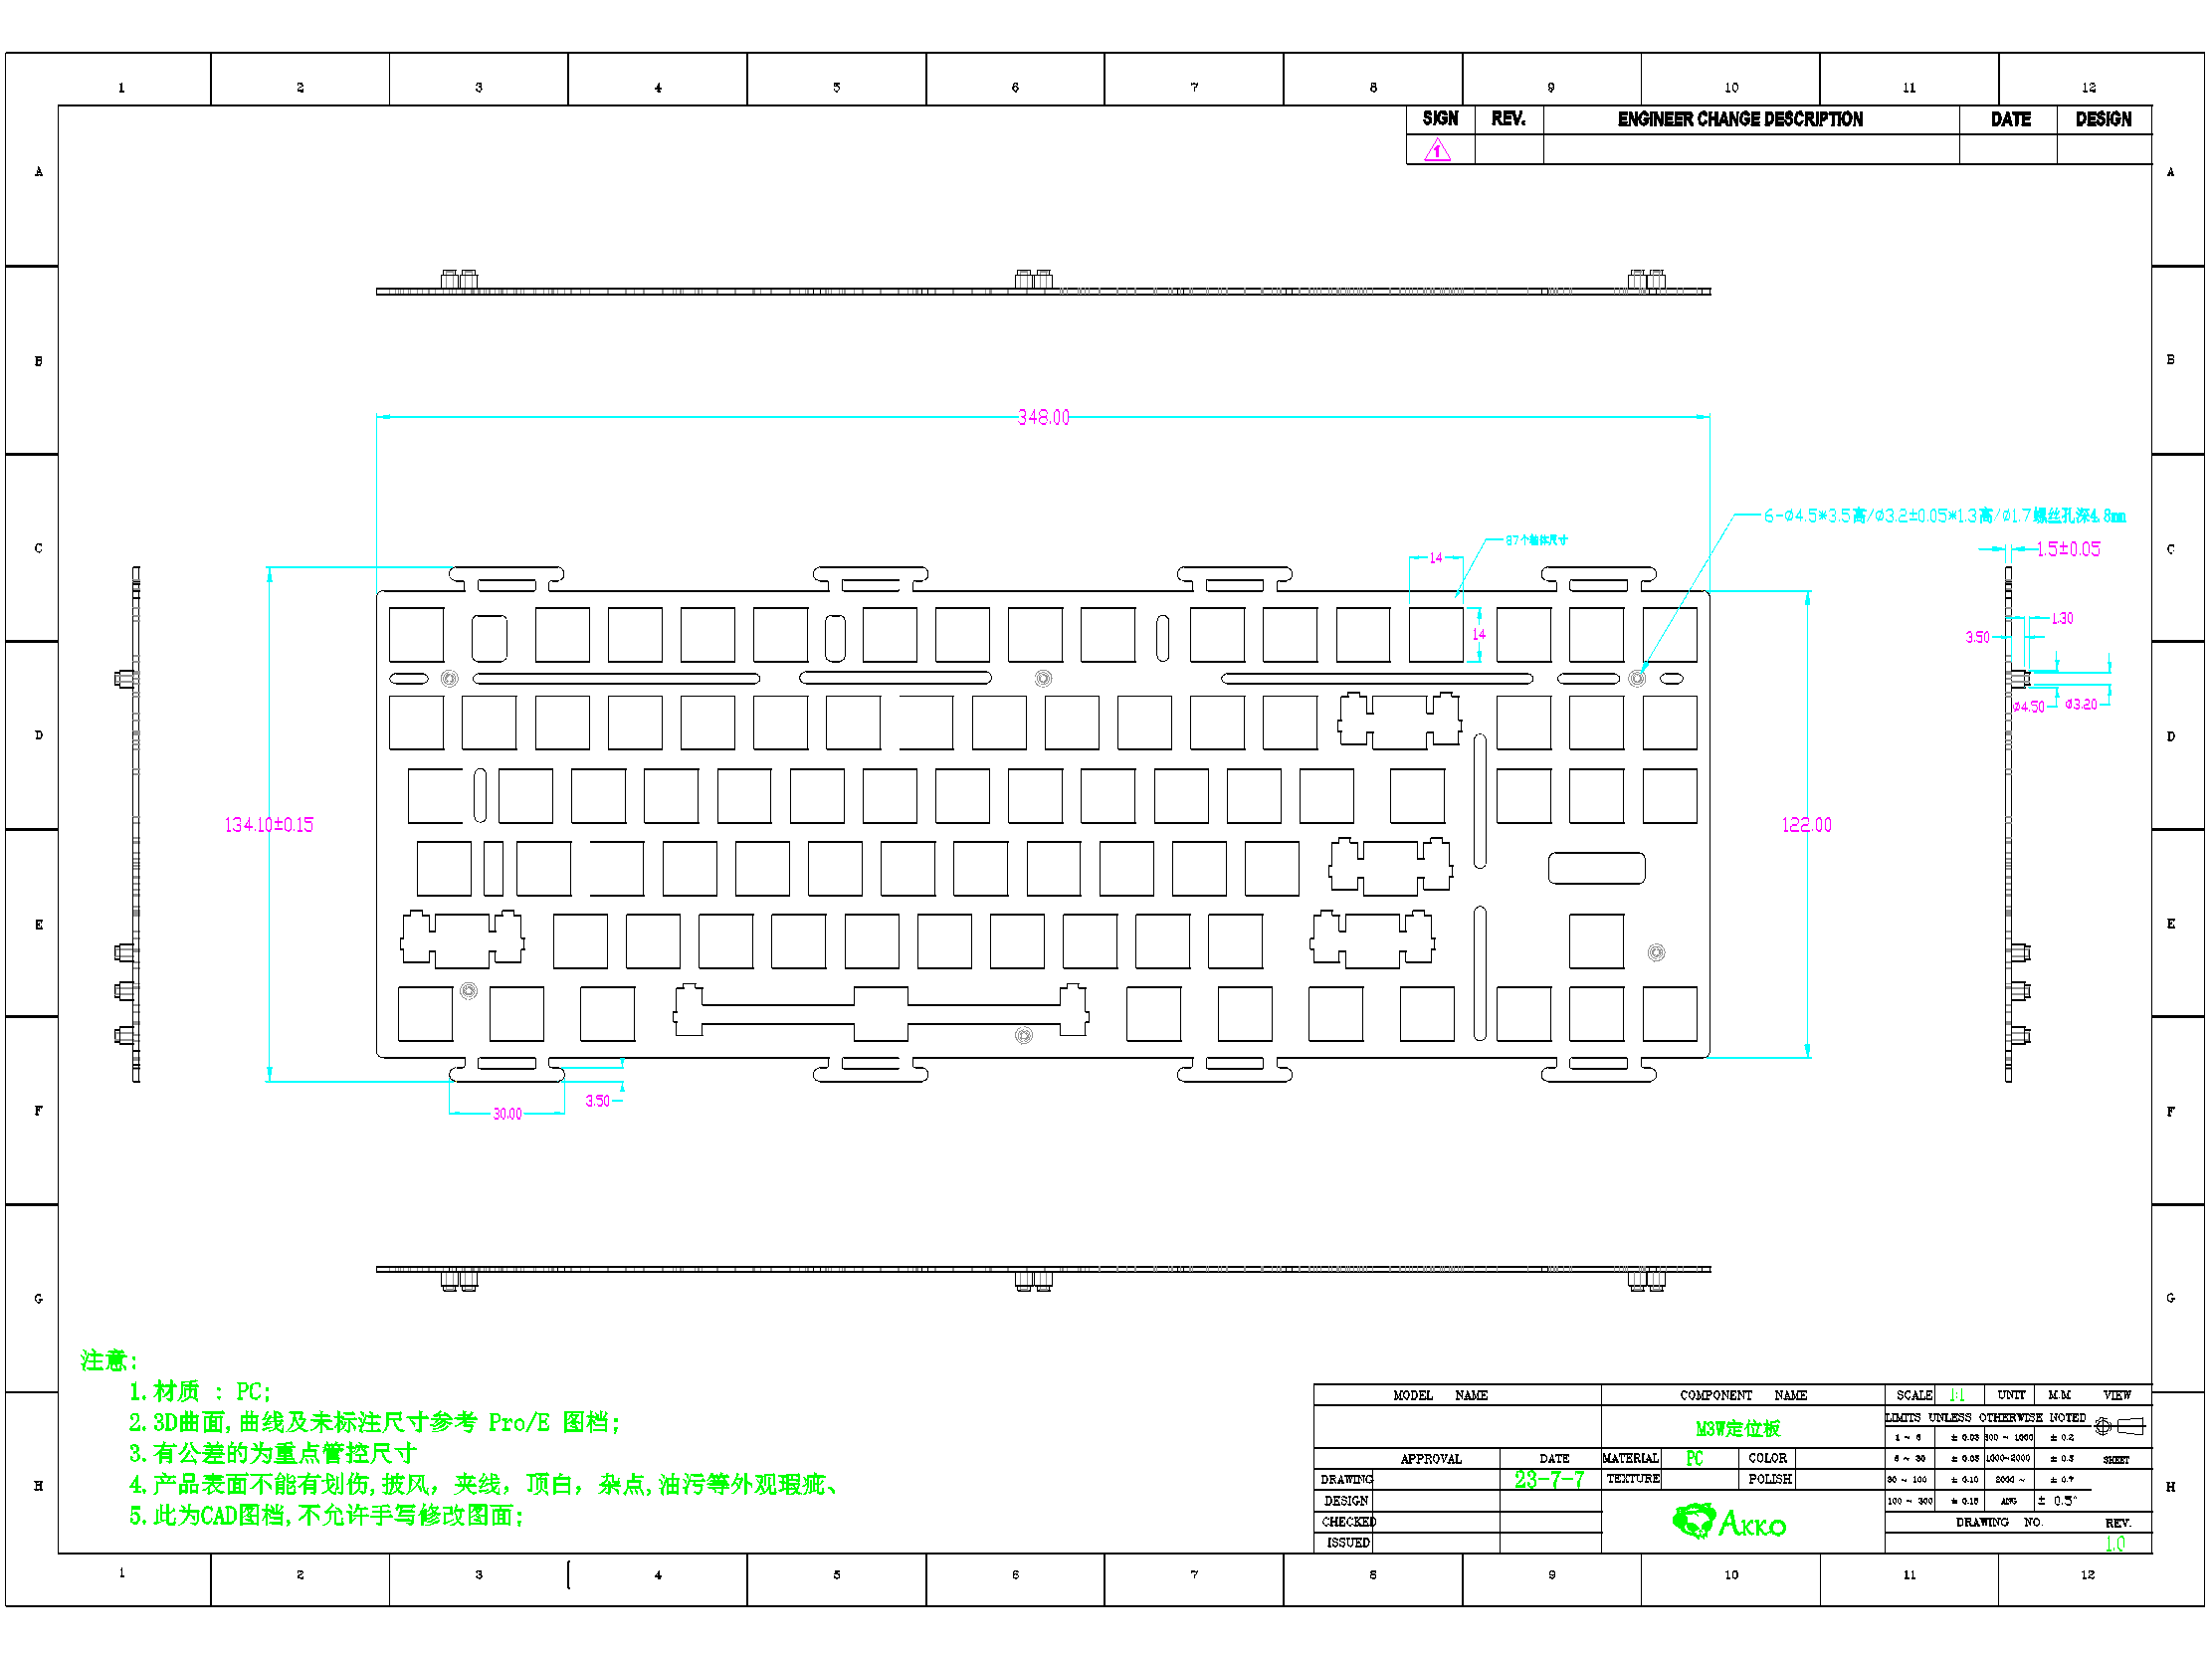 1 2 3 4 5 6 7 8 9 10 11 12
SIGN REV. ENGINEER CHANGE DESCRIPTION DATE DESIGN
1
A A
B B
348.00
6-Ø4.5*3.5高/Ø3.2±0.05*1.3高/Ø1.7螺丝孔深4.8mm
87个轴体尺寸
C C
14
1.5±0.05
1.30
14
3.50
Ø4.50 Ø3.20
D D
134.10±0.15
122.00
E E
3.50
30.00
F F
G G
注意:
1.材质 : PC;
2.3D曲面,曲线及未标注尺寸参考 Pro/E 图档;
3.有公差的为重点管控尺寸
4.产品表面不能有划伤,披风, 夹线, 顶白, 杂点,油污等外观瑕疵、
5.此为CAD图档,不允许手写修改图面;
H H
MODEL NAME COMPONENT NAME SCALE 1:1 UNIT M.M VIEW
M3W定位板
LIMITS UNLESS OTHERWISE NOTED
1 ~ 6 ± 0.03 300 ~ 1000 ± 0.2
APPROVAL DATE MATERIAL PC COLOR
6 ~ 30 ± 0.05 1000~2000 ± 0.5 SHEET
DRAWING 23-7-7 TEXTURE POLISH
30 ~ 100 ± 0.10 2000 ~ ± 0.7
DESIGN
100 ~ 300 ± 0.15 ANG ± 0.5°
CHECKED
AKKO
DRAWING NO. REV.
ISSUED
1.0
1 2 3 4 5 6 7 8 9 10 11 12